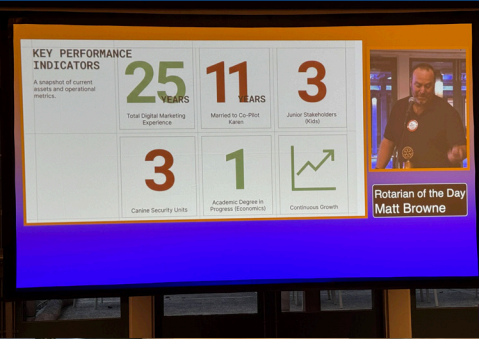 KEY PERFORMANCE
INDICATORS
A snapshot of current
assets and operational
metrics.
25
YEARS
Total Digital Marketing
Experience
11
YEARS
Married to Co-Pilot
Karen
3
Junior Stakeholders
(Kids)
3
Canine Security Units
1
Academic Degree in
Progress (Economics)
Continuous Growth
Rotarian of the Day
Matt Browne